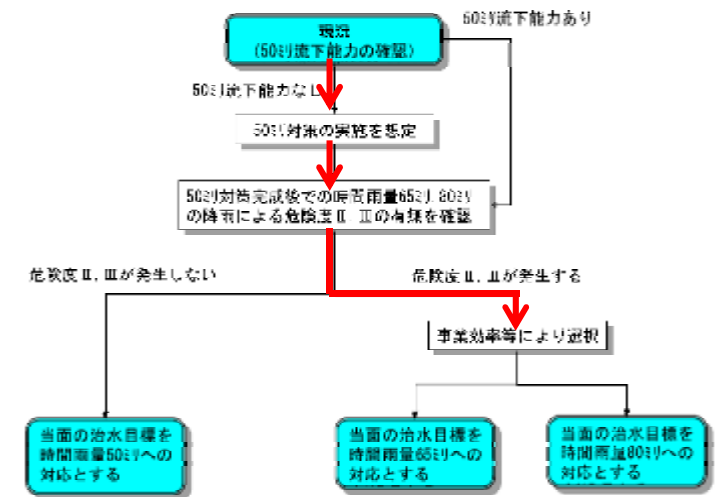 現況
(50ミリ流下能力の確認)
50ミリ流下能力あり
50ミリ流下能力なし
50ミリ対策の実施を想定
50ミリ対策完成後での時間雨量65ミリ, 80ミリ
の降雨による危険度Ⅱ, Ⅲの有無を確認
危険度Ⅱ, Ⅲが発生しない
危険度Ⅱ, Ⅲが発生する
事業効率等により選択
当面の治水目標を
時間雨量50ミリへの
対応とする
当面の治水目標を
時間雨量65ミリへの
対応とする
当面の治水目標を
時間雨量80ミリへの
対応とする